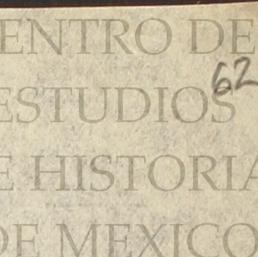 ENTRO DE
62
ESTUDIOS
E HISTORIA
DE MEXICO